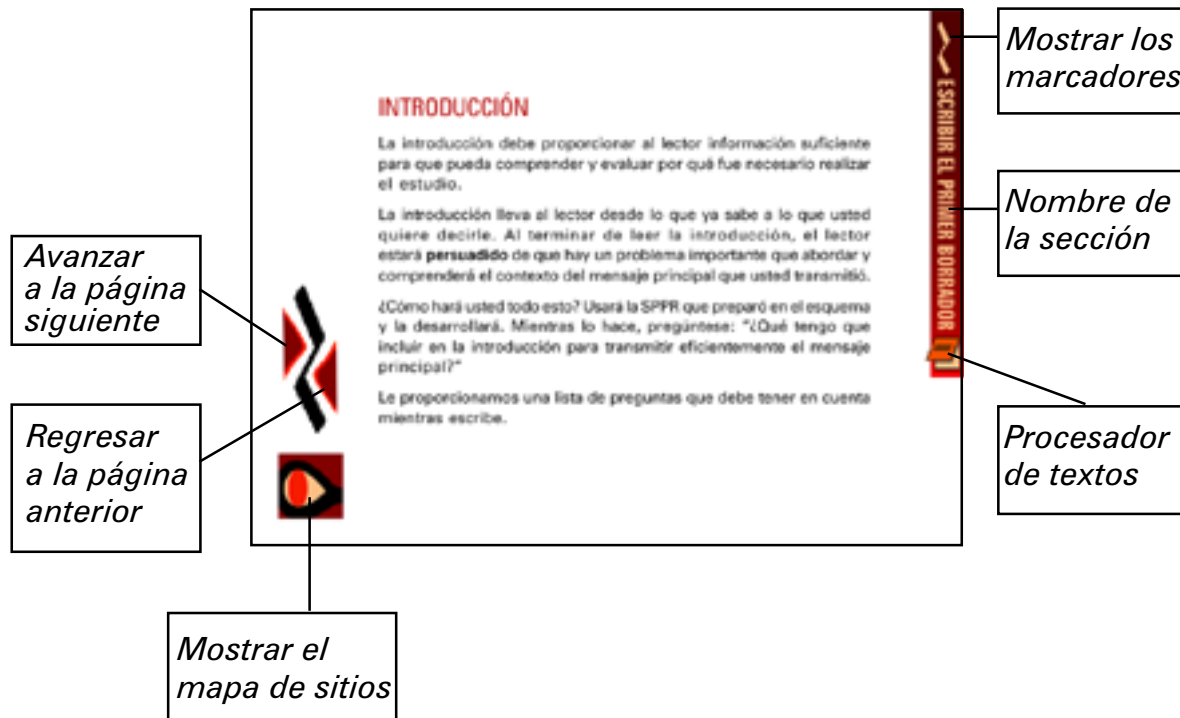 Mostrar los
marcadores
ESCRIBIR EL PRIMER BORRADOR
INTRODUCCIÓN
La introducción debe proporcionar al lector información suficiente
para que pueda comprender y evaluar por qué fue necesario realizar
el estudio.
La introducción lleva al lector desde lo que ya sabe a lo que usted
quiere decirle. Al terminar de leer la introducción, el lector
estará persuadido de que hay un problema importante que abordar y
comprenderá el contexto del mensaje principal que usted transmitió.
¿Cómo hará usted todo esto? Usará la SPPR que preparó en el esquema
y la desarrollará. Mientras lo hace, pregúntese: "¿Qué tengo que
incluir en la introducción para transmitir eficientemente el mensaje
principal?"
Le proporcionamos una lista de preguntas que debe tener en cuenta
mientras escribe.
Nombre de
la sección
Avanzar
a la página
siguiente
Regresar
a la página
anterior
Procesador
de textos
Mostrar el
mapa de sitios